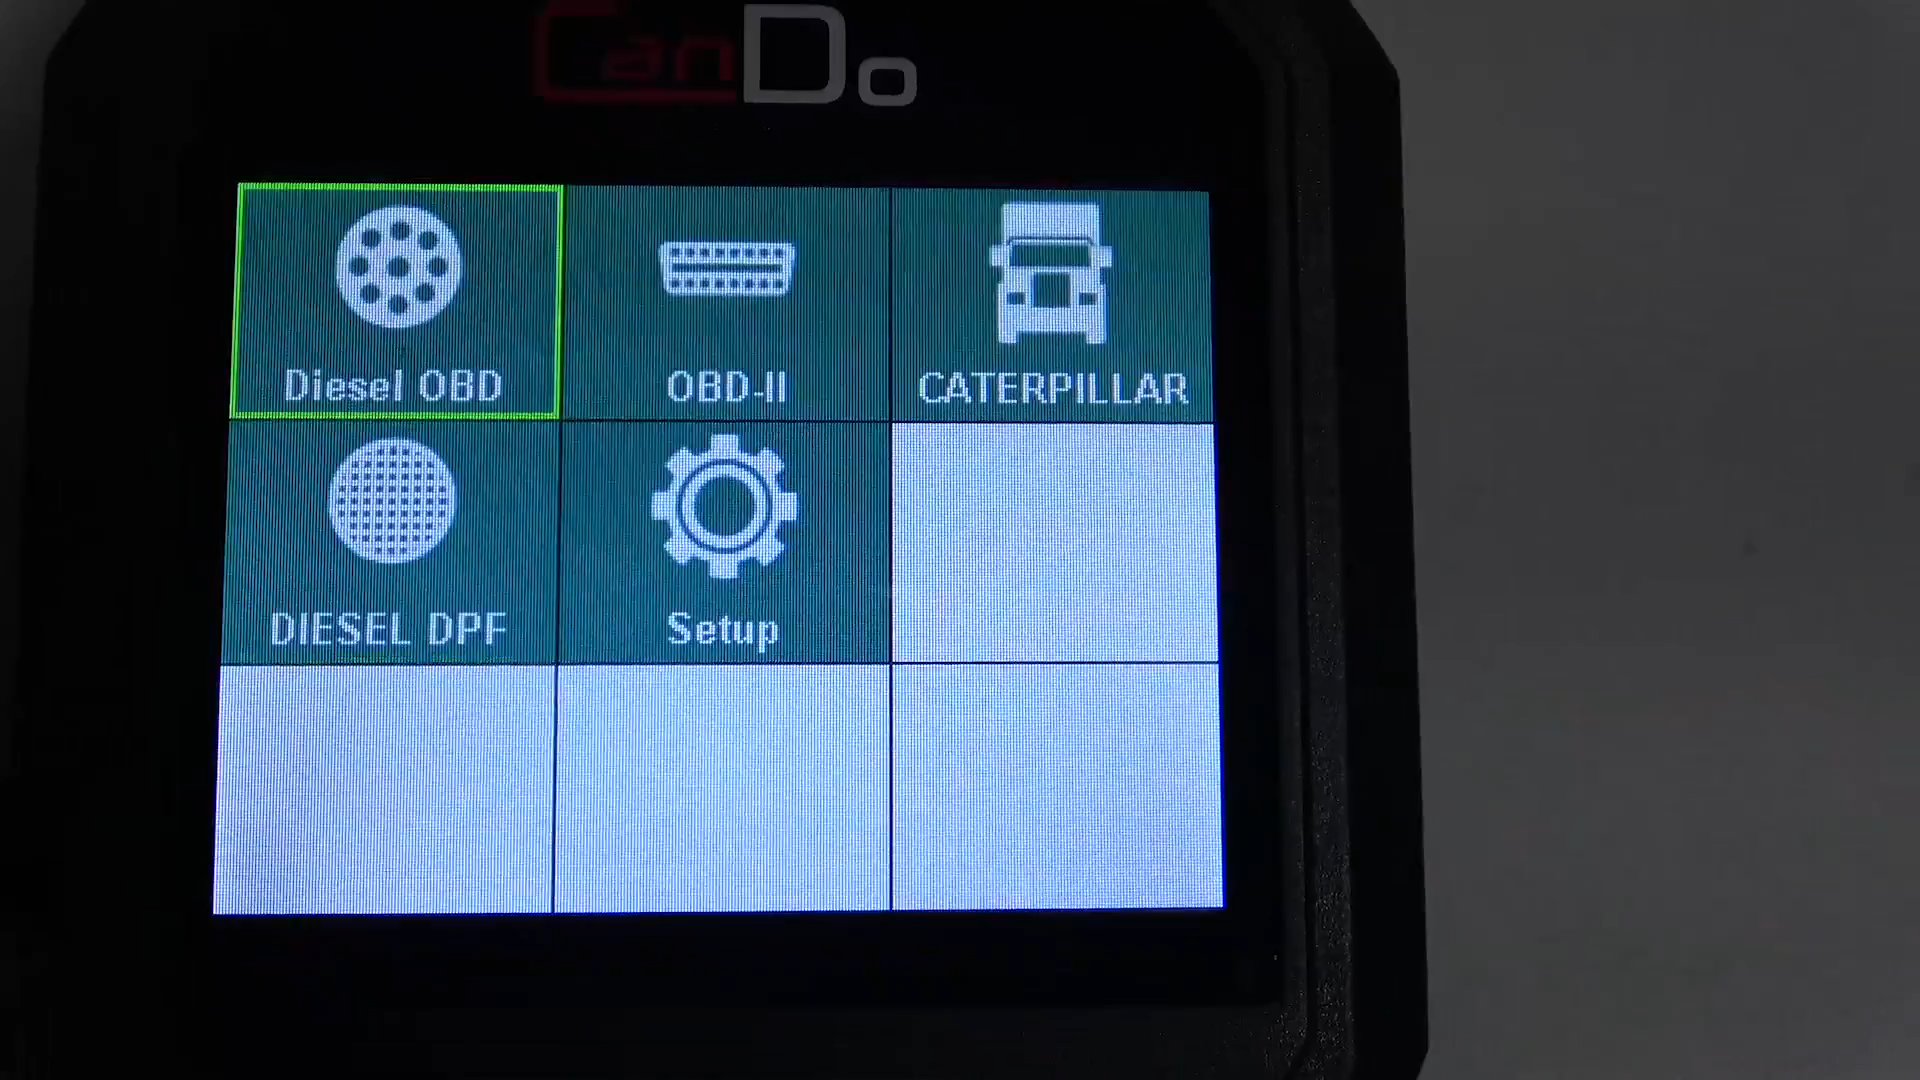 CanDo
Diesel OBD
OBD-II
CATERPILLAR
DIESEL DPF
Setup